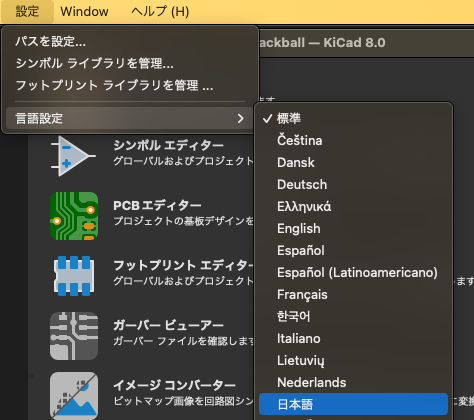 設定 Window ヘルプ (H)
ackball — KiCad 8.0
パスを設定...
シンボル ライブラリを管理...
フットプリント ライブラリを管理 ...
言語設定
標準
Čeština
Dansk
Deutsch
Ελληνικά
English
Español
Español (Latinoamericano)
Français
한국어
Italiano
Lietuvių
Nederlands
日本語
シンボル エディター
グローバルおよびプロジェクト
PCB エディター
プロジェクトの基板デザインを
フットプリント エディター
グローバルおよびプロジェクト
ます
ガーバー ビューアー
ガーバー ファイルを確認します
イメージ コンバーター
ビットマップ画像を回路図シン
に変換